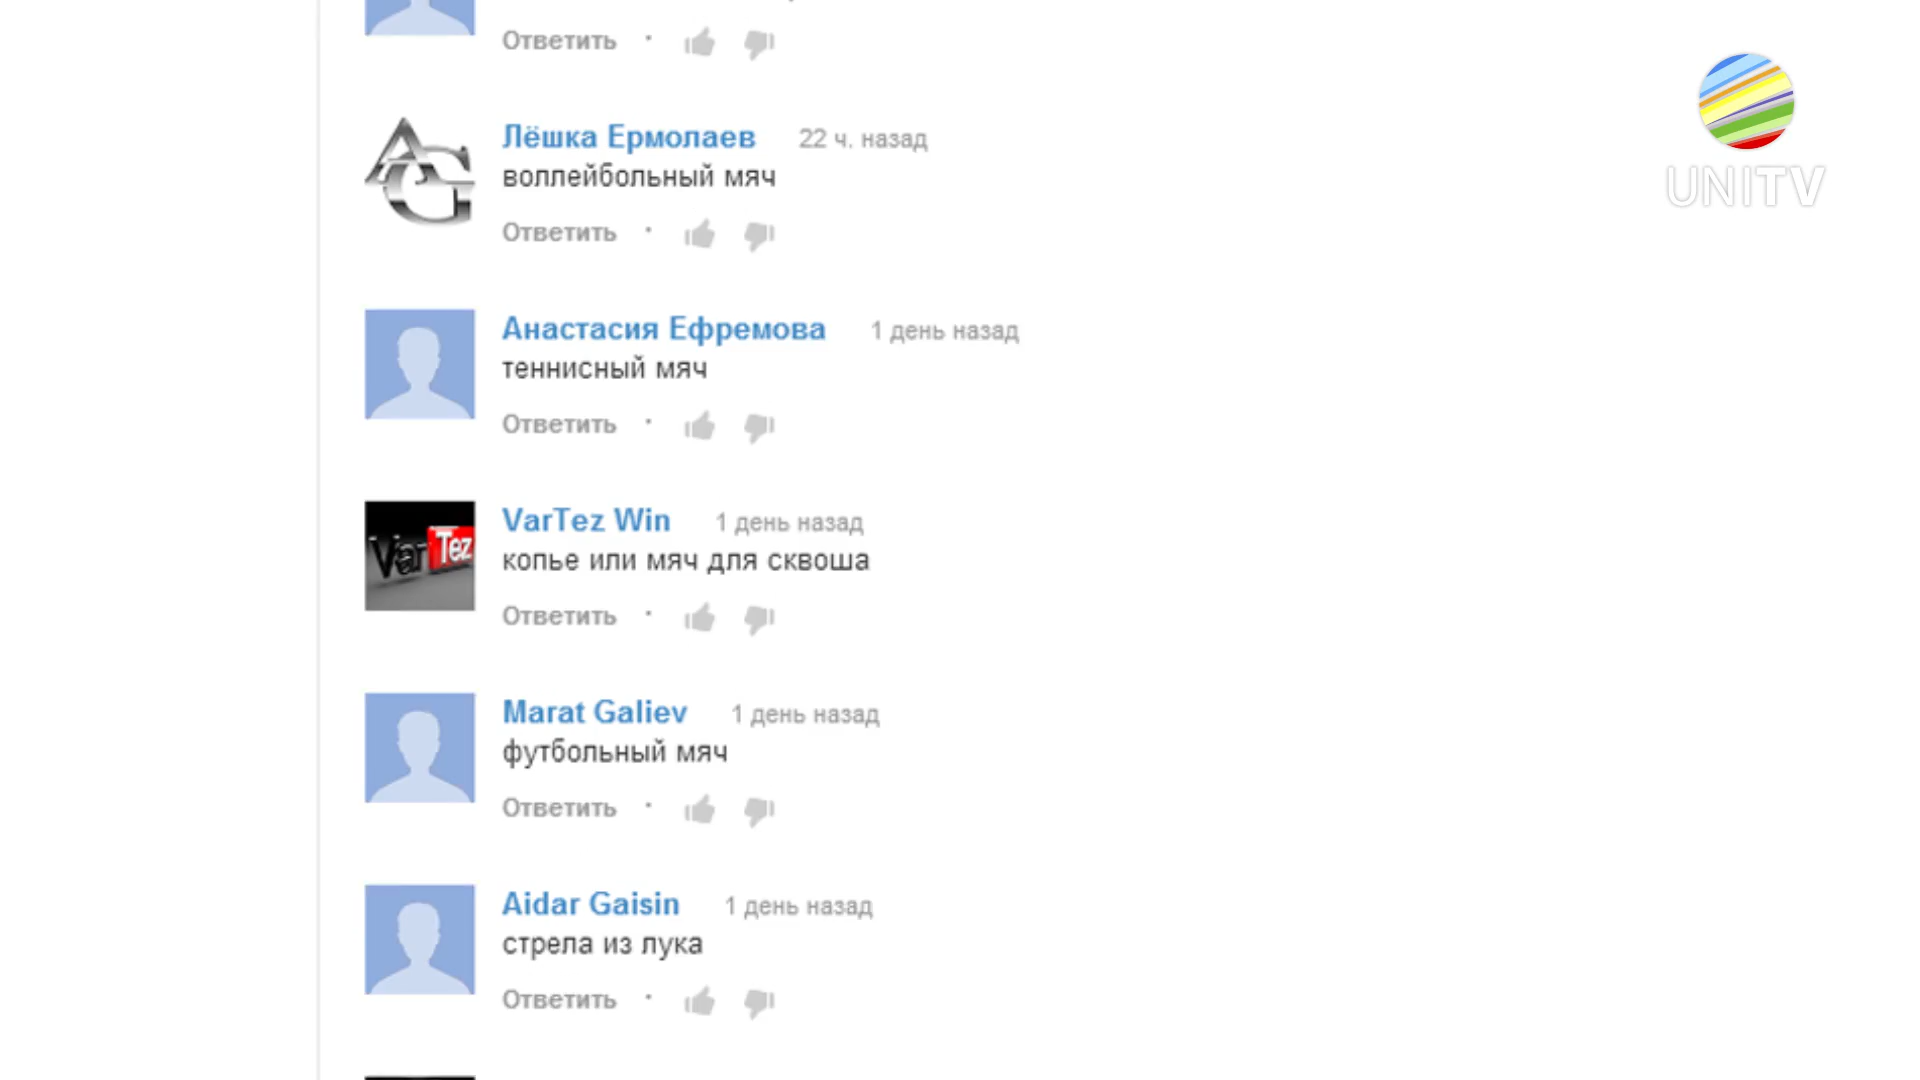 Ответить ·
UNITV
AG
Лёшка Ермолаев 22 ч. назад
воллейбольный мяч
Ответить ·
Анастасия Ефремова 1 день назад
теннисный мяч
Ответить ·
VarTez
VarTez Win 1 день назад
копье или мяч для сквоша
Ответить ·
Marat Galiev 1 день назад
футбольный мяч
Ответить ·
Aidar Gaisin 1 день назад
стрела из лука
Ответить ·